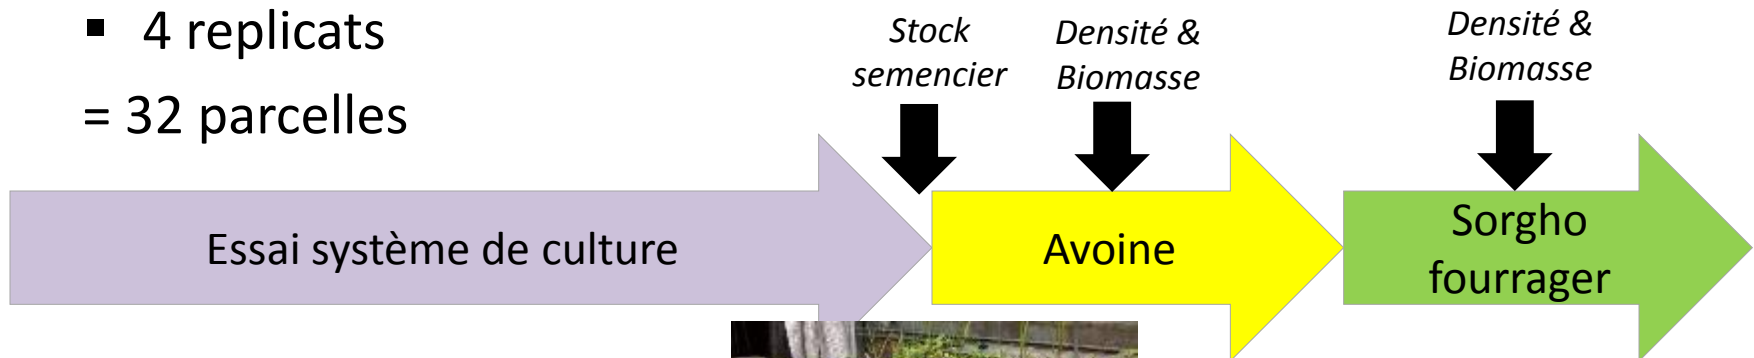 ▪ 4 replicats
= 32 parcelles
Stock
semencier
Densité &
Biomasse
Densité &
Biomasse
Essai système de culture
Avoine
Sorgho
fourrager